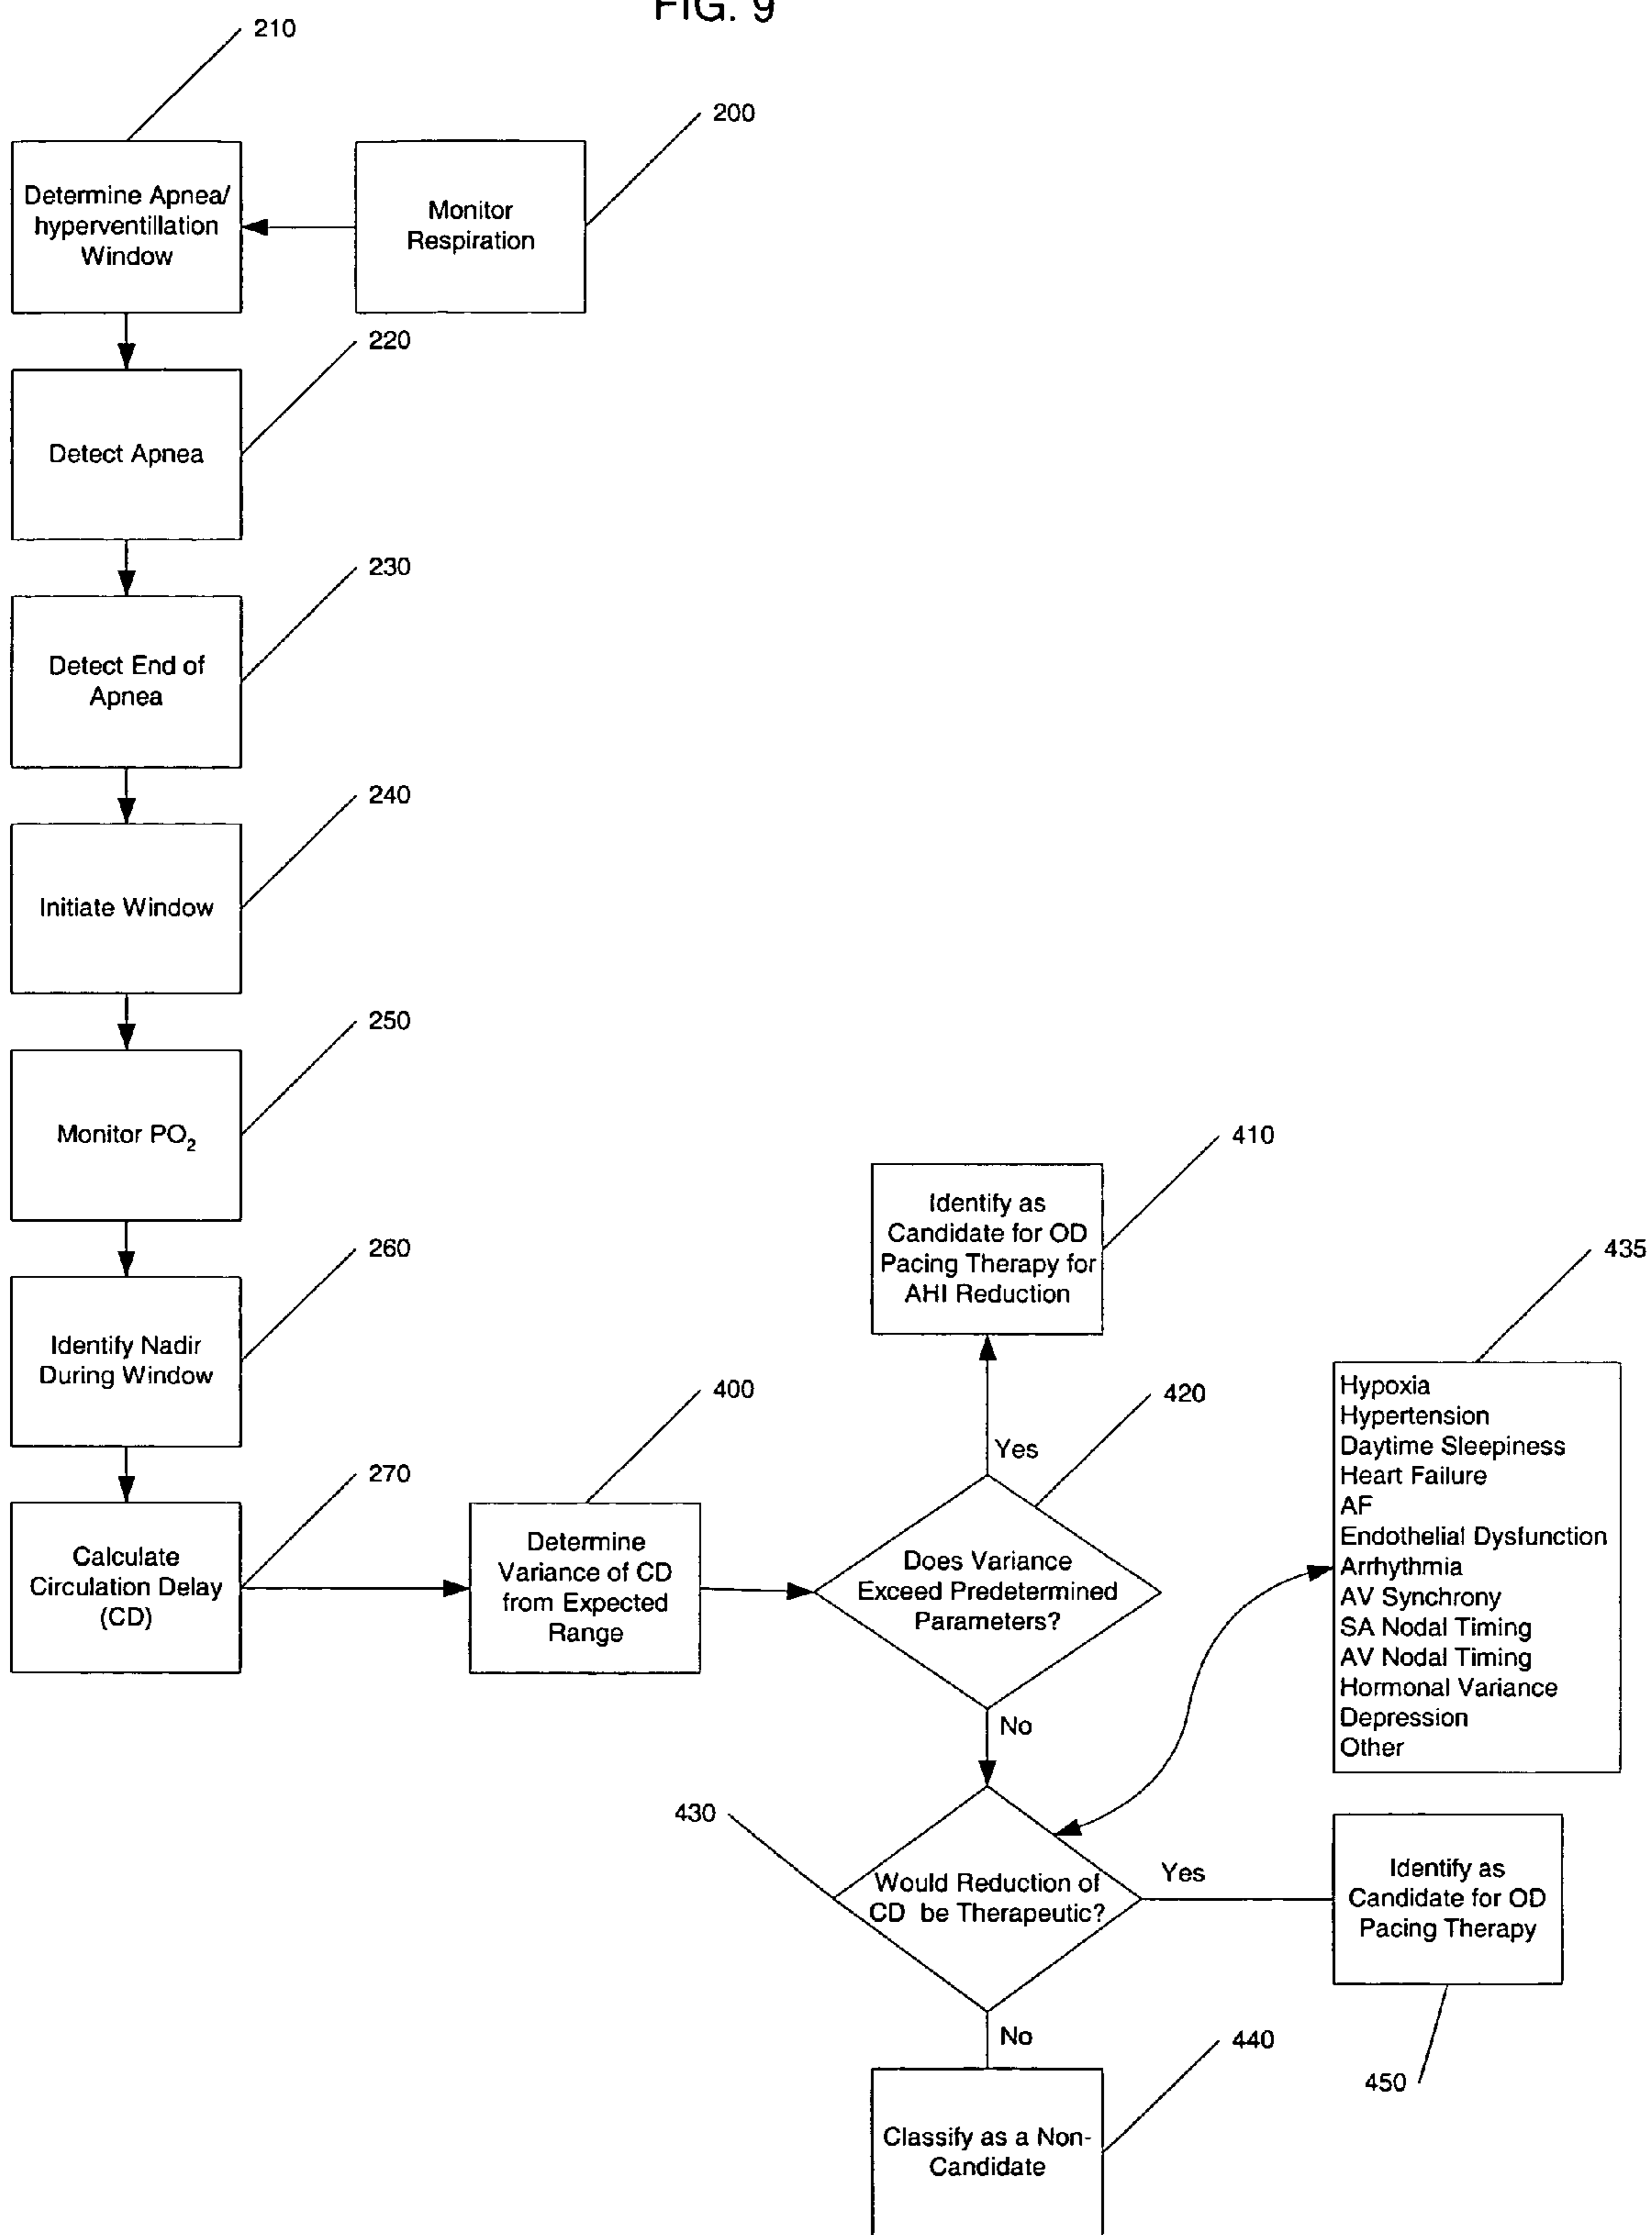 FIG. 9
210
200
Determine Apnea/
hyperventillation
Window
Monitor
Respiration
220
Detect Apnea
230
Detect End of
Apnea
240
Initiate Window
250
Monitor PO2
410
Identify as
Candidate for OD
Pacing Therapy for
AHI Reduction
260
435
Identify Nadir
During Window
400
420
Yes
Hypoxia
Hypertension
Daytime Sleepiness
Heart Failure
AF
Endothelial Dysfunction
Arrhythmia
AV Synchrony
SA Nodal Timing
AV Nodal Timing
Hormonal Variance
Depression
Other
270
Calculate
Circulation Delay
(CD)
Determine
Variance of CD
from Expected
Range
Does Variance
Exceed Predetermined
Parameters?
No
430
Would Reduction of
CD be Therapeutic?
Yes
Identify as
Candidate for OD
Pacing Therapy
No
440
450
Classify as a Non-
Candidate